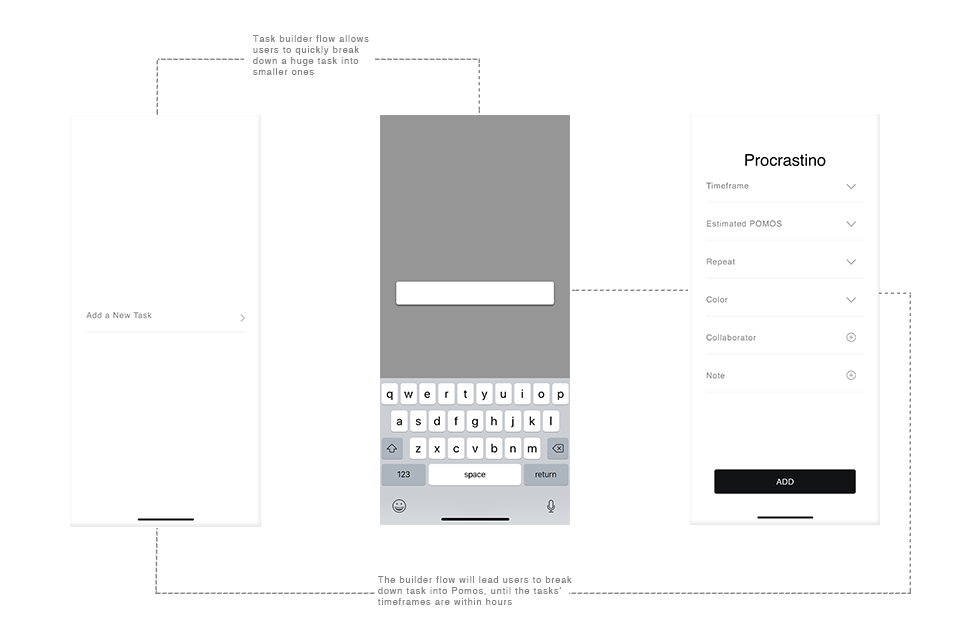 Task builder flow allows
users to quickly break
down a huge task into
smaller ones
Add a New Task
q w e r t y u i o p
a s d f g h j k l
z x c v b n m
123 space return
Procrastino
Timeframe
Estimated POMOS
Repeat
Color
Collaborator
Note
ADD
The builder flow will lead users to break
down task into Pomos, until the tasks'
timeframes are within hours